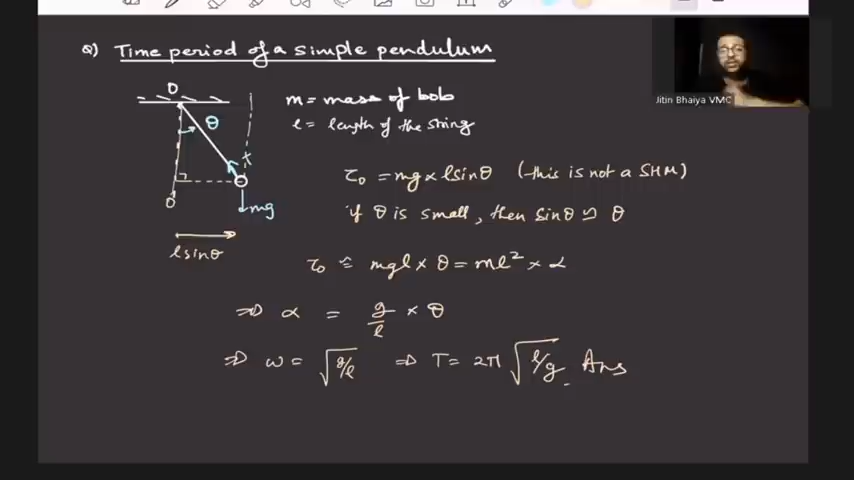 Q) Time period of a simple pendulum
O
θ
T
mg
O'
l sinθ
m = mass of bob
l = length of the string
τ₀ = mg × l sinθ (this is not a SHM)
if θ is small, then sinθ ≃ θ
τ₀ ≃ mgl × θ = ml² × α
⇒ α = g/l × θ
⇒ ω = √g/l ⇒ T = 2π √l/g Ans
Jitin Bhaiya VMC